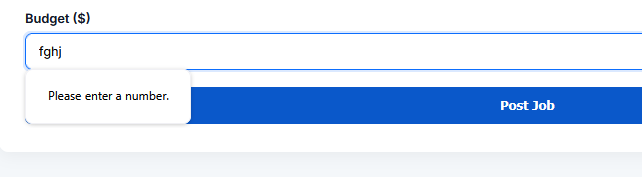 Budget ($)
fghj
Please enter a number.
Post Job